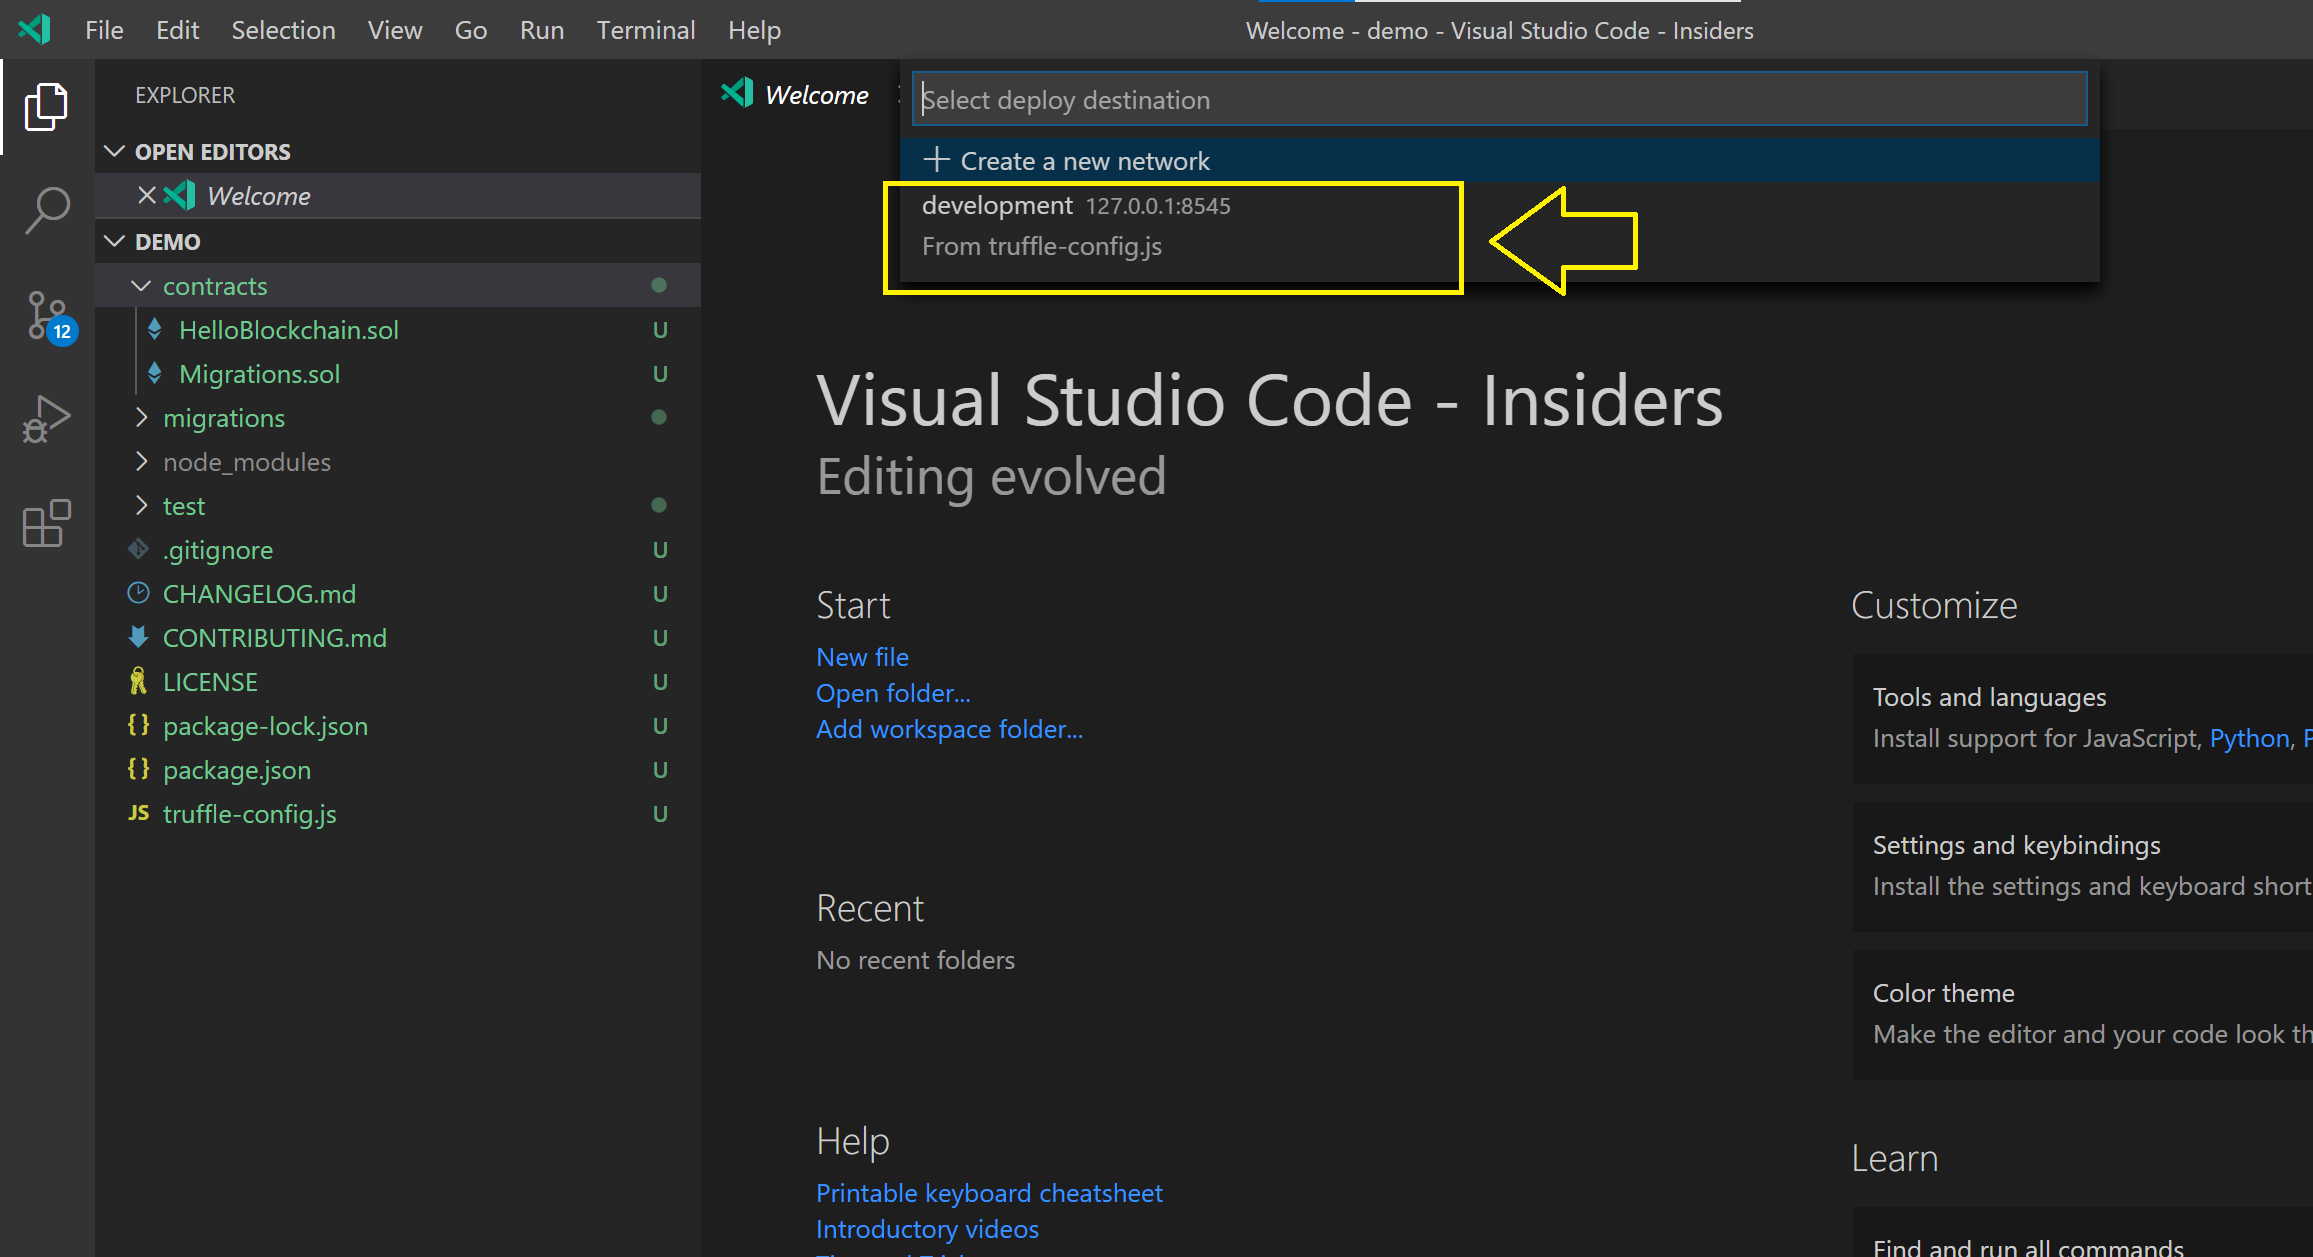 File Edit Selection View Go Run Terminal Help
Welcome - demo - Visual Studio Code - Insiders
EXPLORER
OPEN EDITORS
Welcome
DEMO
contracts
HelloBlockchain.sol U
Migrations.sol U
migrations
node_modules
test
.gitignore U
CHANGELOG.md U
CONTRIBUTING.md U
LICENSE U
package-lock.json U
package.json U
JS truffle-config.js U
12
Welcome
Select deploy destination
Create a new network
development 127.0.0.1:8545
From truffle-config.js
Visual Studio Code - Insiders
Editing evolved
Start
New file
Open folder...
Add workspace folder...
Recent
No recent folders
Help
Printable keyboard cheatsheet
Introductory videos
Customize
Tools and languages
Install support for JavaScript, Python,
Settings and keybindings
Install the settings and keyboard short
Color theme
Make the editor and your code look th
Learn
Find and run all commands